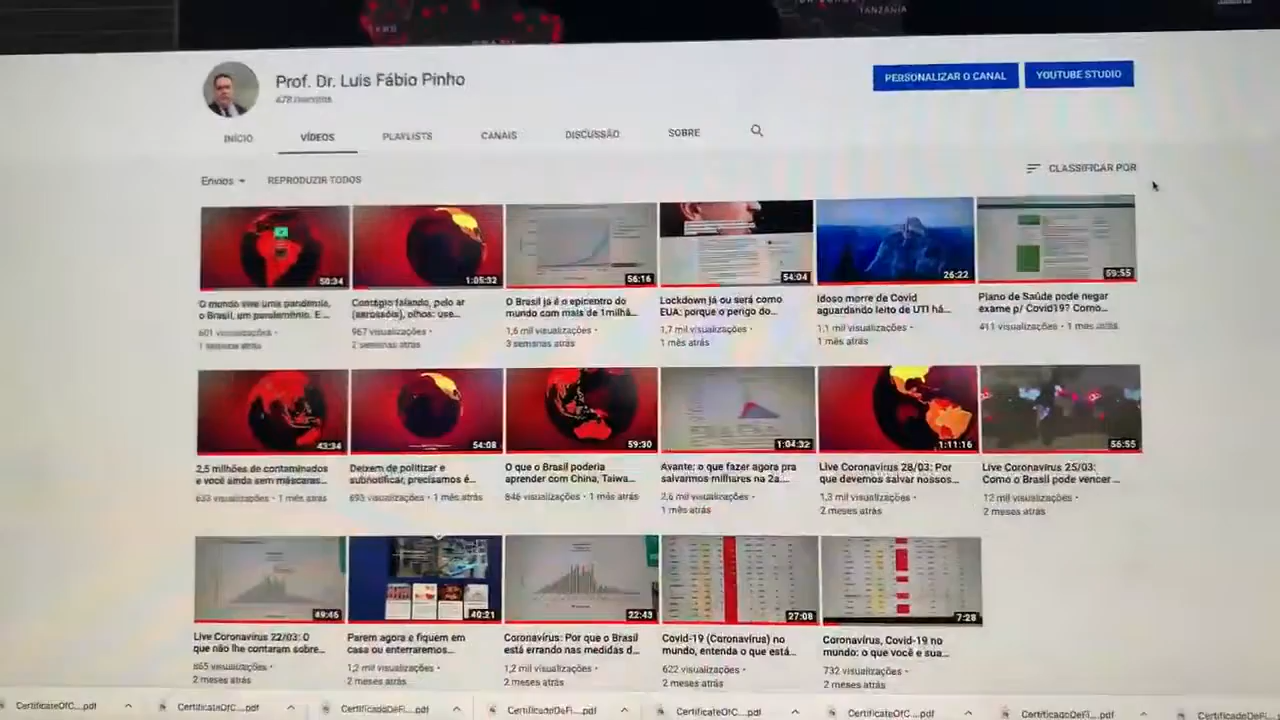 TANZANIA
Prof. Dr. Luis Fábio Pinho
PERSONALIZAR O CANAL
YOUTUBE STUDIO
INÍCIO
VÍDEOS
PLAYLISTS
CANAIS
DISCUSSÃO
SOBRE
Envios
REPRODUZIR TODOS
CLASSIFICAR POR
50:34
1:05:32
56:16
54:04
26:22
59:55
O mundo vive uma pandemia,
o Brasil, um pandemônio. E...
601 visualizações •
1 semana atrás
Contágio falando, pelo ar
(aerossóis), olhos: use...
967 visualizações •
2 semanas atrás
O Brasil já é o epicentro do
mundo com mais de 1milhã...
1,6 mil visualizações •
3 semanas atrás
Lockdown já ou será como
EUA: porque o perigo do...
1,7 mil visualizações •
1 mês atrás
Idoso morre de Covid
aguardando leito de UTI há...
1,1 mil visualizações •
1 mês atrás
Plano de Saúde pode negar
exame p/ Covid19? Como...
411 visualizações • 1 mês atrás
43:34
54:08
59:30
1:04:32
1:11:16
56:55
2,5 milhões de contaminados
e você ainda sem máscaras...
633 visualizações • 1 mês atrás
Deixem de politizar e
subnotificar, precisamos é...
693 visualizações • 1 mês atrás
O que o Brasil poderia
aprender com China, Taiwa...
846 visualizações • 1 mês atrás
Avante: o que fazer agora pra
salvarmos milhares na 2a...
2,6 mil visualizações •
1 mês atrás
Live Coronavírus 28/03: Por
que devemos salvar nossos...
1,3 mil visualizações •
2 meses atrás
Live Coronavírus 25/03:
Como o Brasil pode vencer ...
12 mil visualizações •
2 meses atrás
49:46
40:21
22:43
27:08
7:28
Live Coronavírus 22/03: O
que não lhe contaram sobre...
865 visualizações •
2 meses atrás
Parem agora e fiquem em
casa ou enterraremos...
1,2 mil visualizações •
2 meses atrás
Coronavírus: Por que o Brasil
está errando nas medidas d...
1,2 mil visualizações •
2 meses atrás
Covid-19 (Coronavírus) no
mundo, entenda o que está...
622 visualizações •
2 meses atrás
Coronavírus, Covid-19 no
mundo: o que você e sua...
732 visualizações •
2 meses atrás
CertificateOfC....pdf
CertificateOfC....pdf
CertificadoDeFi....pdf
CertificadoDeFi....pdf
CertificateOfC....pdf
CertificateOfC....pdf
CertificadoDeFi....pdf